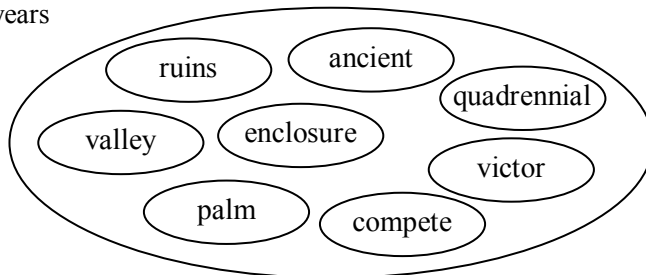 years
ruins
ancient
quadrennial
valley
enclosure
victor
palm
compete